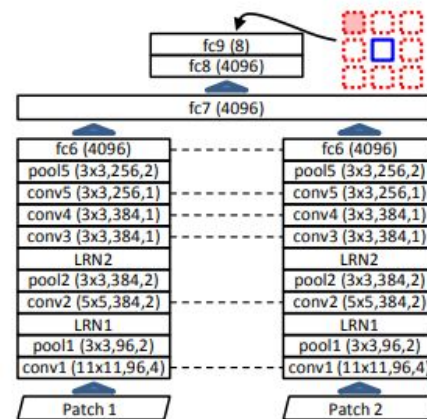 fc9 (8)
fc8 (4096)
fc7 (4096)
fc6 (4096) fc6 (4096)
pool5 (3x3,256,2) pool5 (3x3,256,2)
conv5 (3x3,256,1) conv5 (3x3,256,1)
conv4 (3x3,384,1) conv4 (3x3,384,1)
conv3 (3x3,384,1) conv3 (3x3,384,1)
LRN2 LRN2
pool2 (3x3,384,2) pool2 (3x3,384,2)
conv2 (5x5,384,2) conv2 (5x5,384,2)
LRN1 LRN1
pool1 (3x3,96,2) pool1 (3x3,96,2)
conv1 (11x11,96,4) conv1 (11x11,96,4)
Patch 1 Patch 2